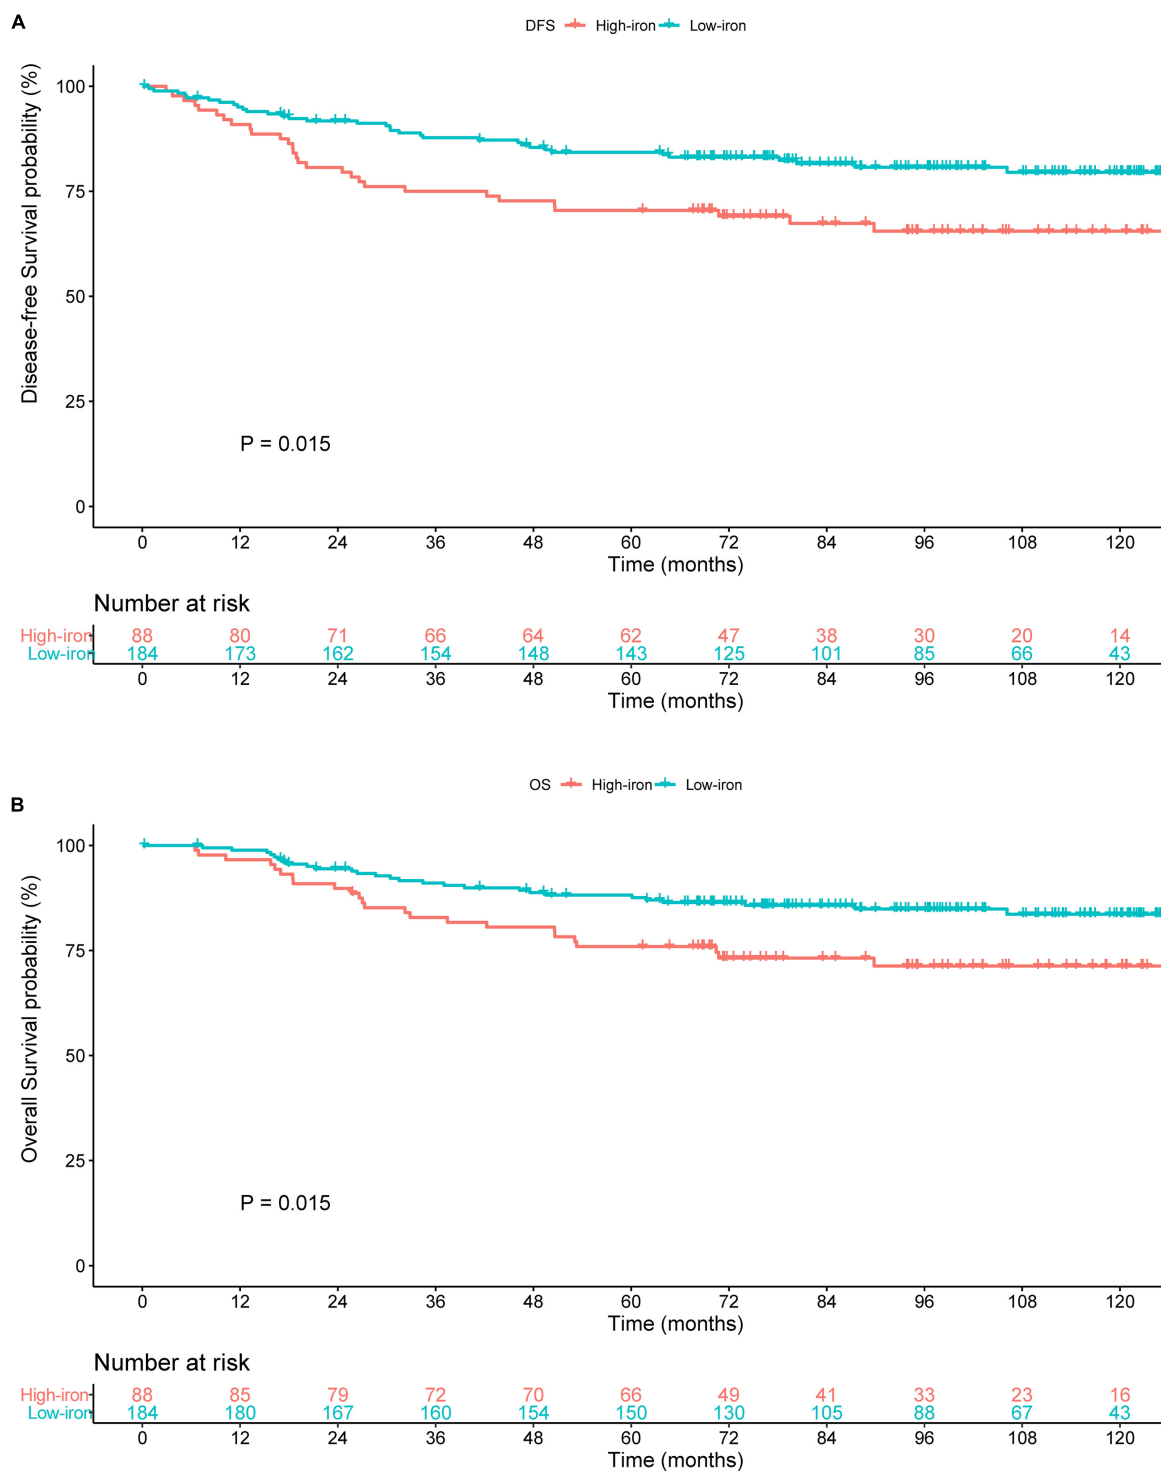 A
DFS High-iron Low-iron
Disease-free Survival probability (%)
100
75
50
25
0
P = 0.015
0 12 24 36 48 60 72 84 96 108 120
Time (months)
Number at risk
High-iron 88 80 71 66 64 62 47 38 30 20 14
Low-iron 184 173 162 154 148 143 125 101 85 66 43
0 12 24 36 48 60 72 84 96 108 120
Time (months)
B
OS High-iron Low-iron
Overall Survival probability (%)
100
75
50
25
0
P = 0.015
0 12 24 36 48 60 72 84 96 108 120
Time (months)
Number at risk
High-iron 88 85 79 72 70 66 49 41 33 23 16
Low-iron 184 180 167 160 154 150 130 105 88 67 43
0 12 24 36 48 60 72 84 96 108 120
Time (months)